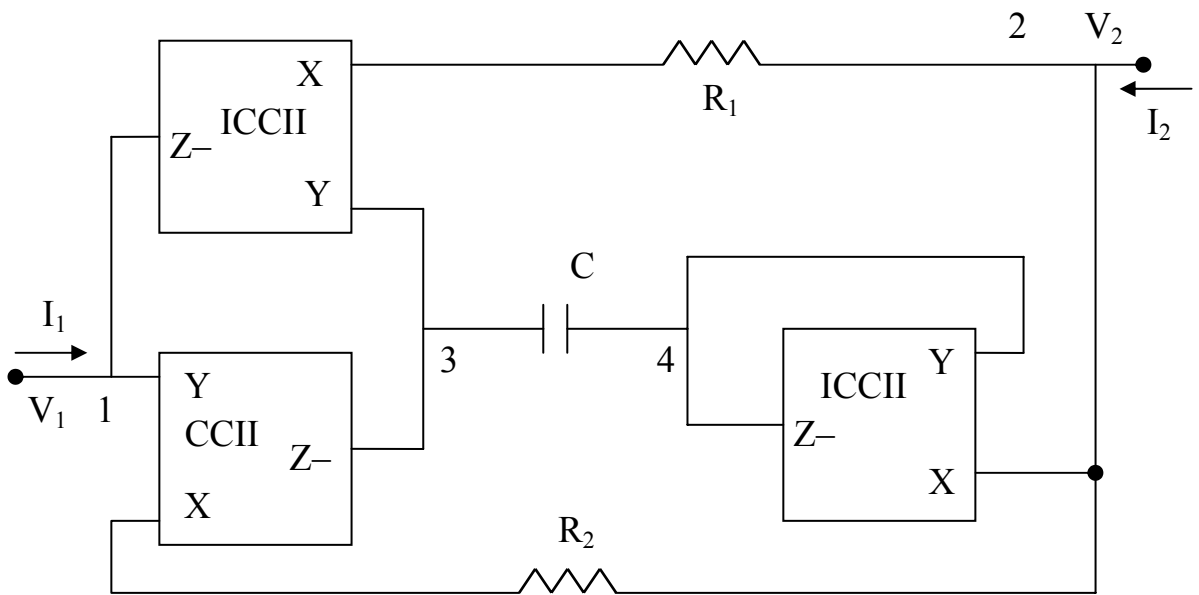 2 V₂
X
R₁
ICCII
I₂
Z–
Y
C
I₁
3
4
Y
Y
ICCII
V₁ 1
CCII
Z–
Z–
X
X
R₂